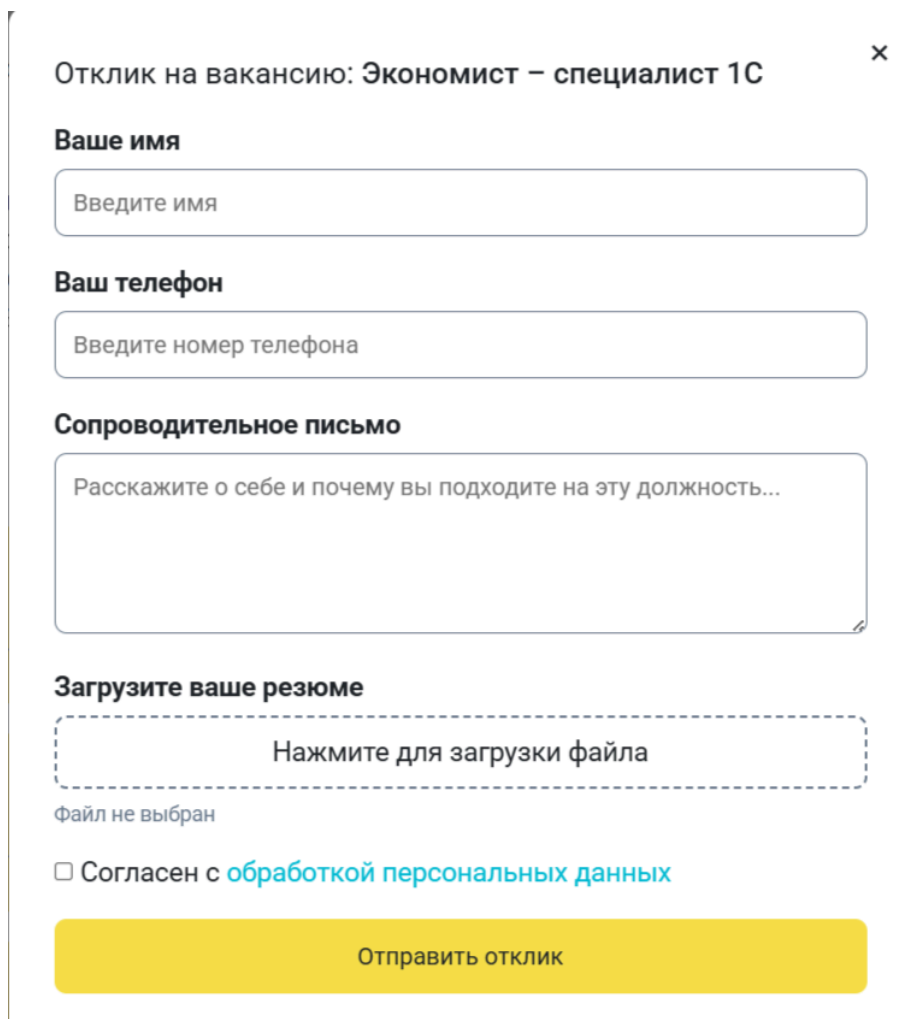 Отклик на вакансию: Экономист – специалист 1С
×
Ваше имя
Введите имя
Ваш телефон
Введите номер телефона
Сопроводительное письмо
Расскажите о себе и почему вы подходите на эту должность...
Загрузите ваше резюме
Нажмите для загрузки файла
Файл не выбран
Согласен с обработкой персональных данных
Отправить отклик